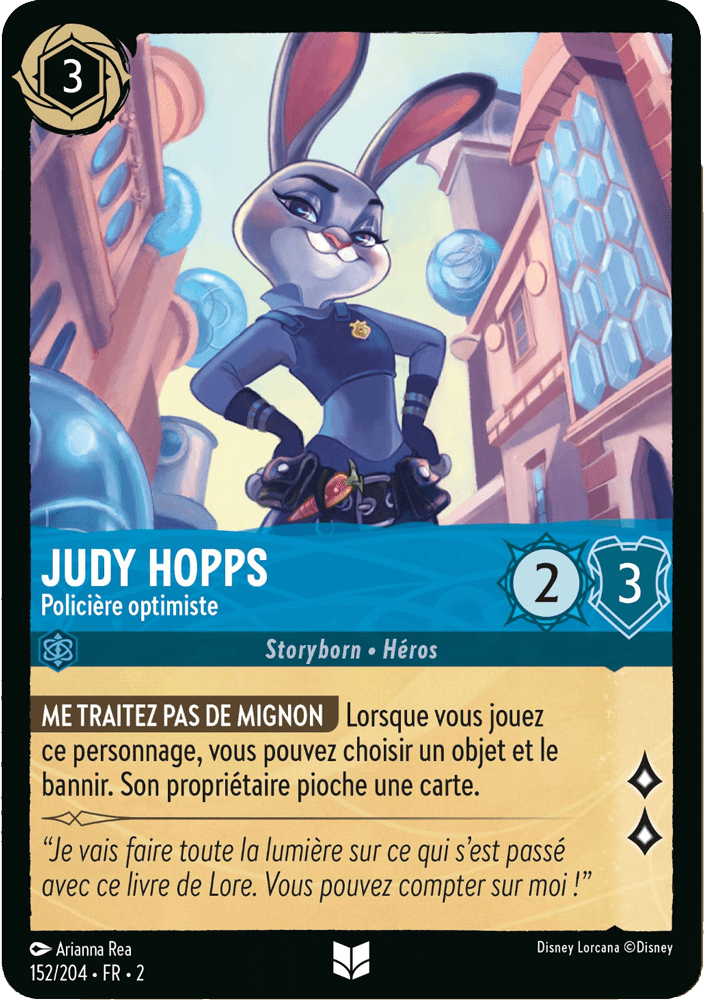 3
JUDY HOPPS
Policière optimiste
2
3
Storyborn • Héros
ME TRAITEZ PAS DE MIGNON Lorsque vous jouez
ce personnage, vous pouvez choisir un objet et le
bannir. Son propriétaire pioche une carte.
“Je vais faire toute la lumière sur ce qui s’est passé
avec ce livre de Lore. Vous pouvez compter sur moi !”
Arianna Rea
Disney Lorcana ©Disney
152/204 • FR • 2